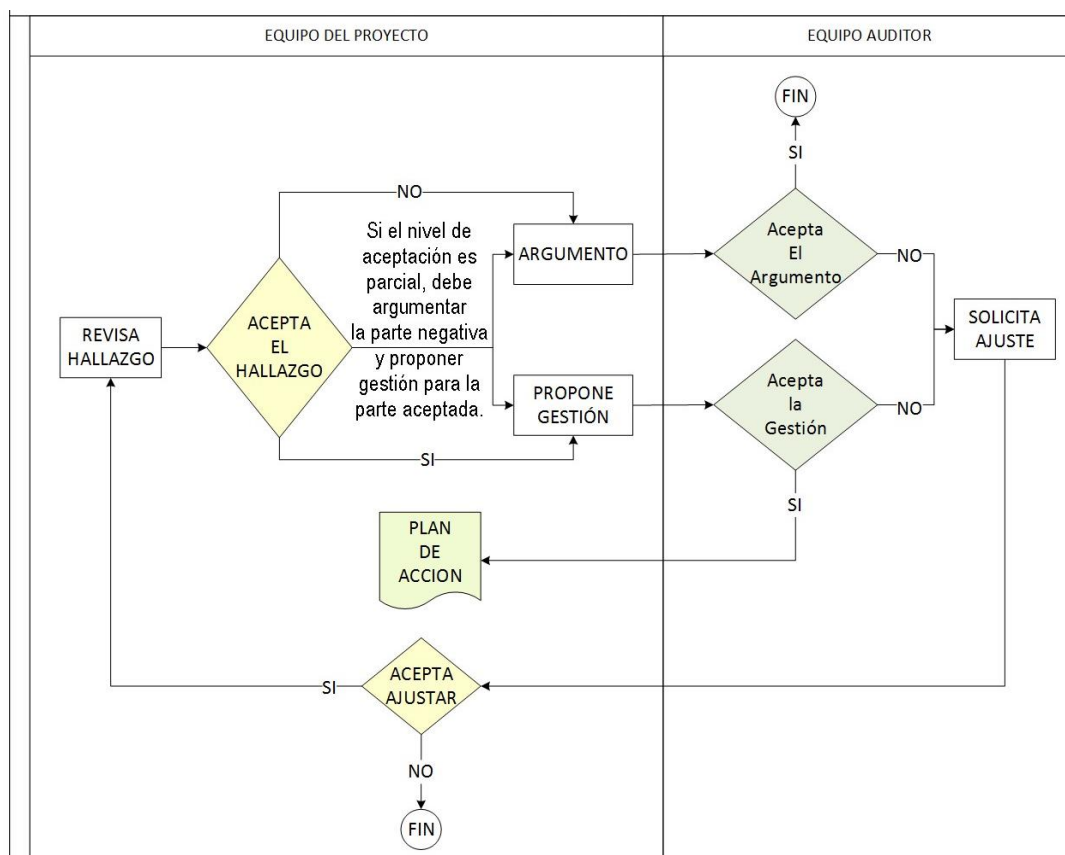 EQUIPO DEL PROYECTO
EQUIPO AUDITOR
FIN
SI
NO
Si el nivel de
aceptación es
parcial, debe
argumentar
la parte negativa
y proponer
gestión para la
parte aceptada.
ARGUMENTO
Acepta
El
Argumento
NO
REVISA
HALLAZGO
ACEPTA
EL
HALLAZGO
SOLICITA
AJUSTE
PROPONE
GESTIÓN
Acepta
la
Gestión
NO
SI
SI
PLAN
DE
ACCION
ACEPTA
AJUSTAR
SI
NO
FIN